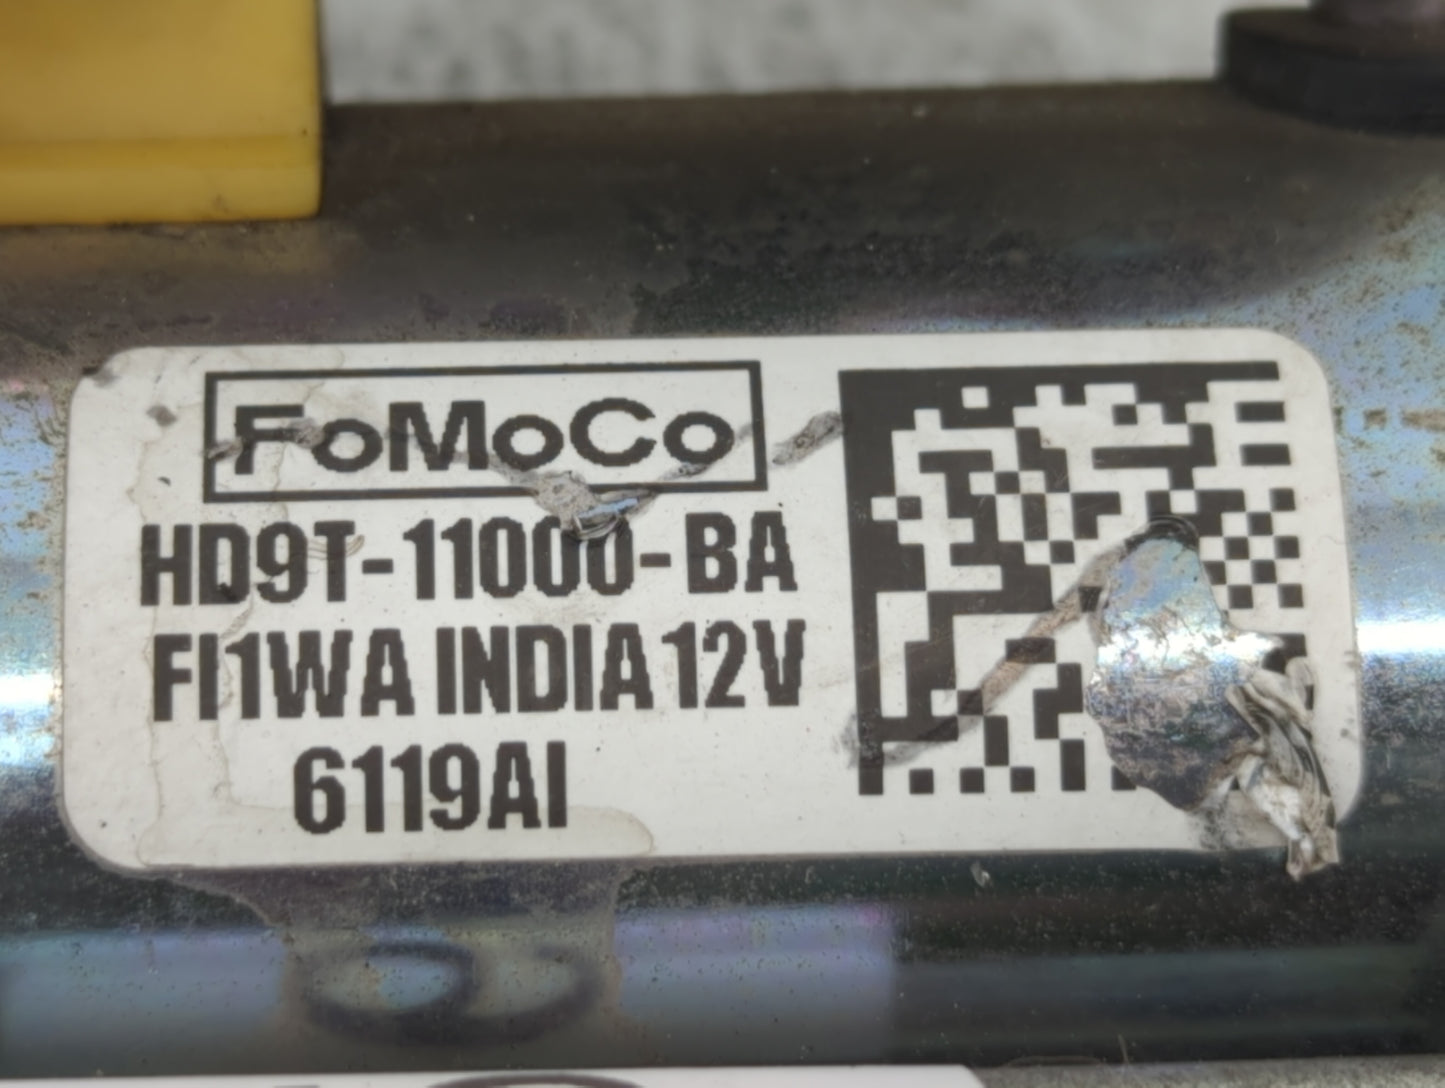 FoMoCo
HD9T-11000-BA
FI1WA INDIA 12V
6119AI